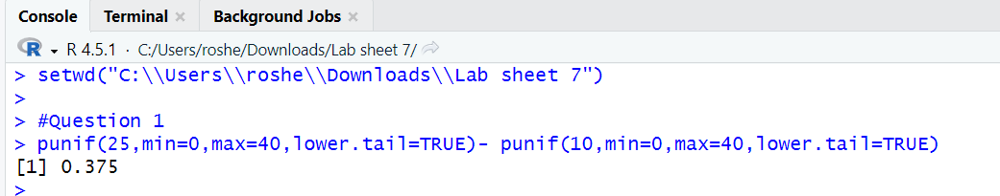 Console Terminal Background Jobs
R R 4.5.1 · C:/Users/roshe/Downloads/Lab sheet 7/
> setwd("C:\\Users\\roshe\\Downloads\\Lab sheet 7")
>
> #Question 1
> punif(25,min=0,max=40,lower.tail=TRUE)- punif(10,min=0,max=40,lower.tail=TRUE)
[1] 0.375
>